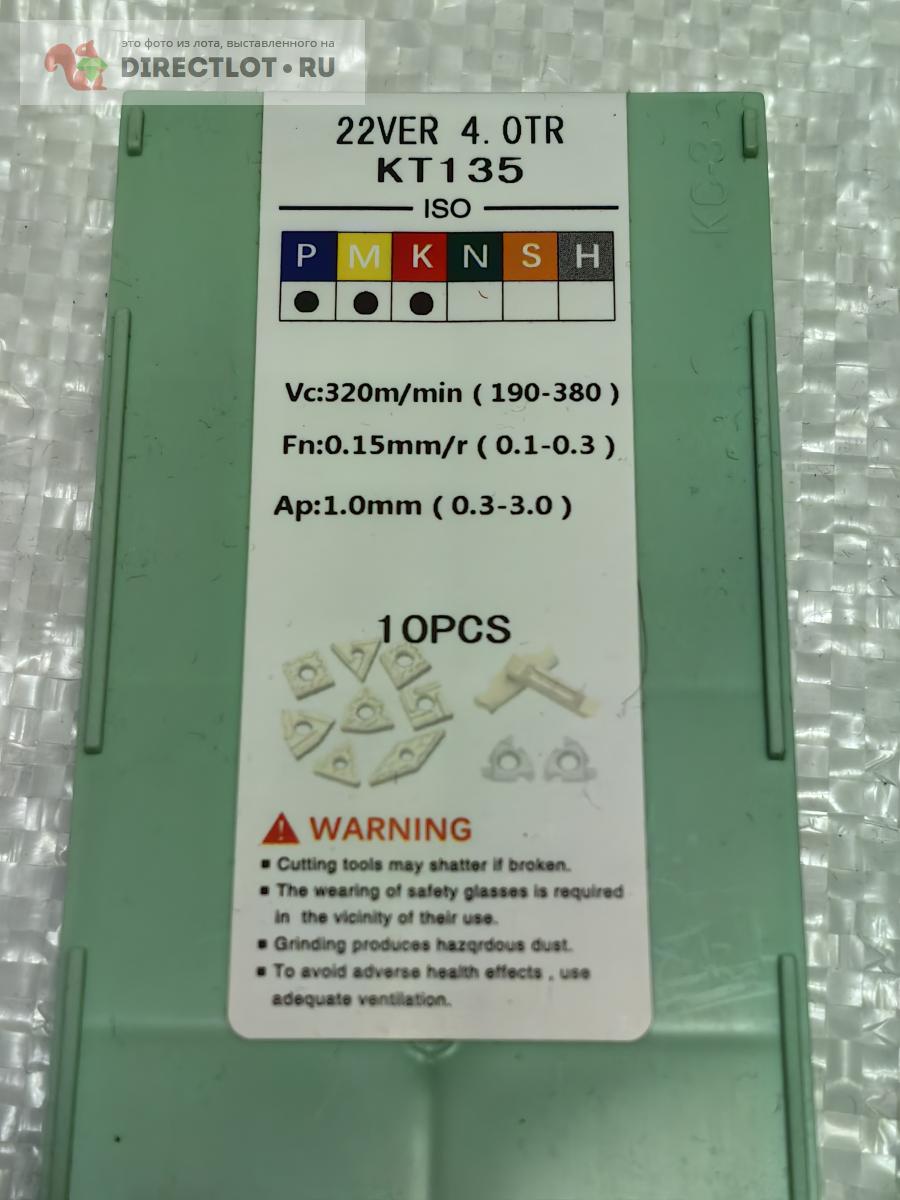 это фото из лота, выставленного на
DIRECTLOT•RU
22VER 4.0TR
KT135
ISO
P M K N S H
Vc:320m/min ( 190-380 )
Fn:0.15mm/r ( 0.1-0.3 )
Ap:1.0mm ( 0.3-3.0 )
10PCS
WARNING
▪ Cutting tools may shatter if broken.
▪ The wearing of safety glasses is required
in the vicinity of their use.
▪ Grinding produces hazqrdous dust.
▪ To avoid adverse health effects , use
adequate ventilation.